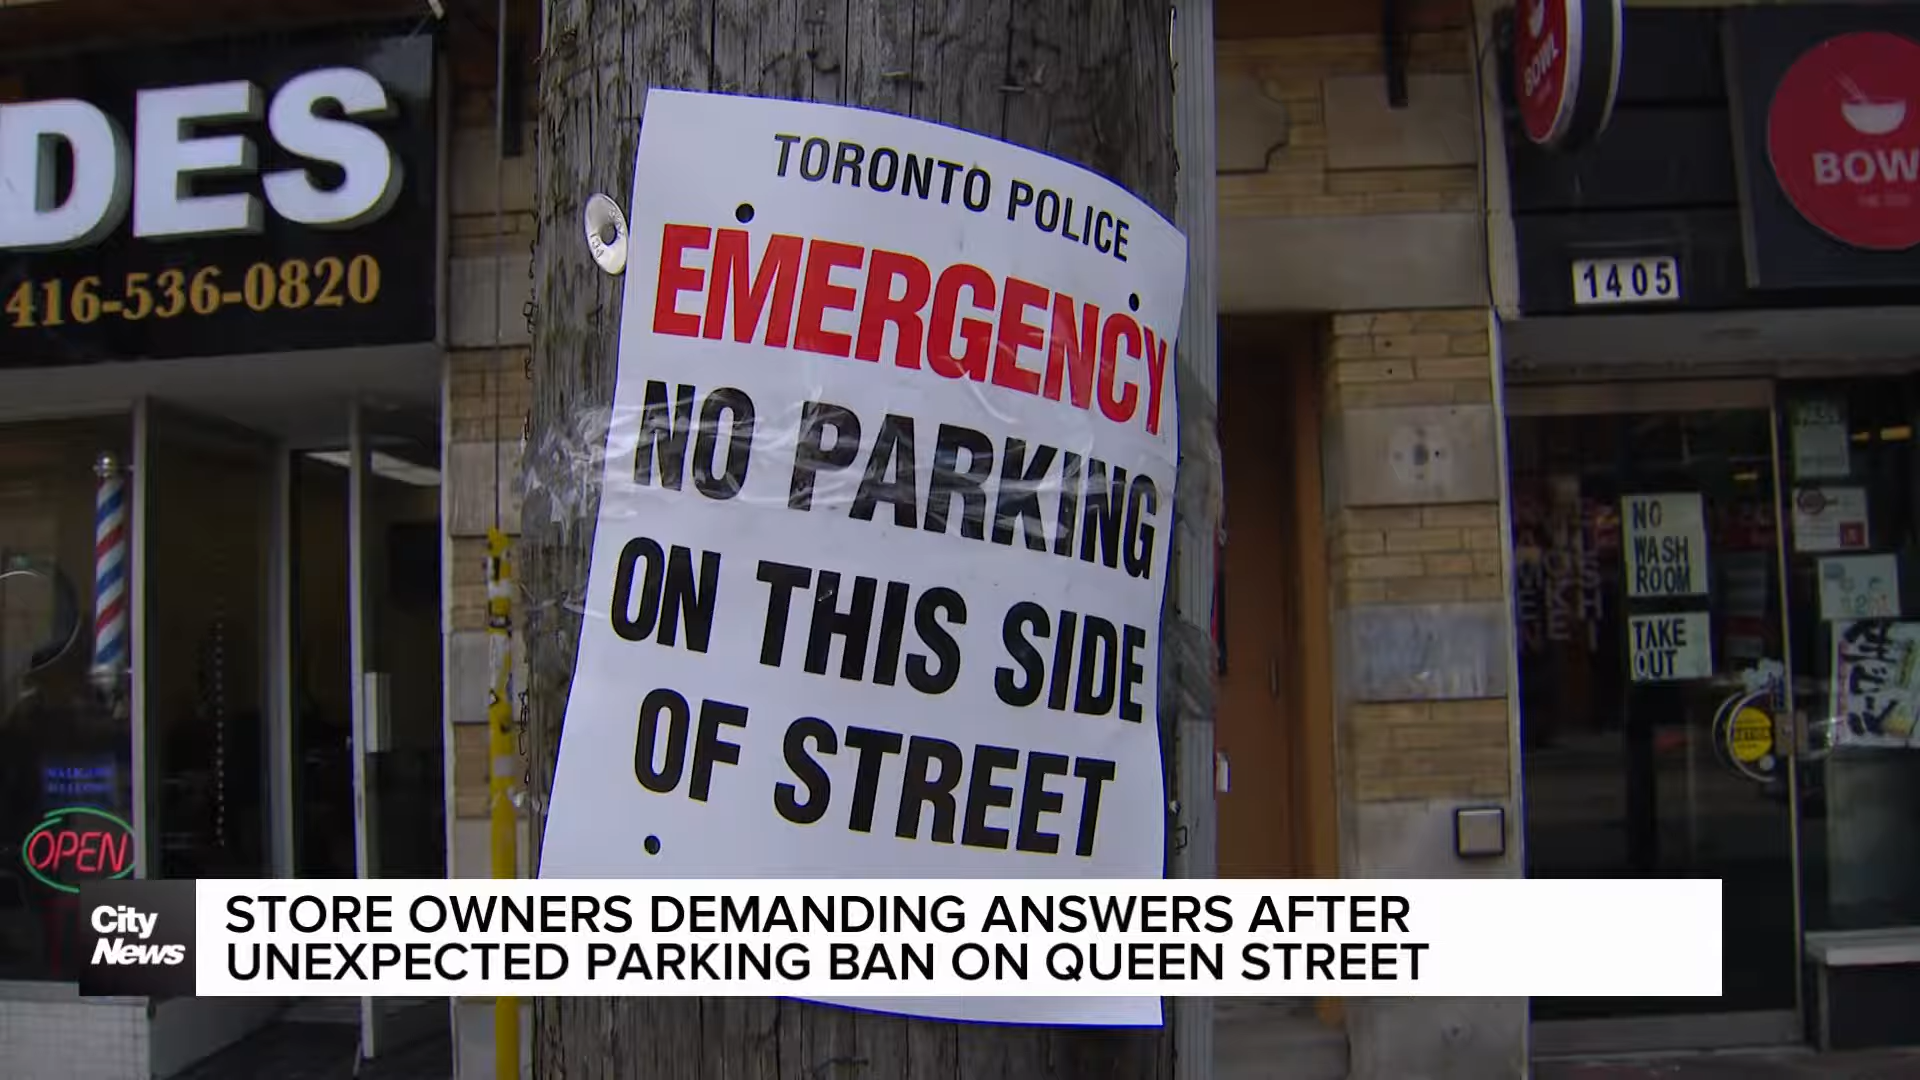 DES
416-536-0820
OPEN
TORONTO POLICE
EMERGENCY
NO PARKING
ON THIS SIDE
OF STREET
BOWL
BOW
1405
NO
WASH
ROOM
TAKE
OUT
City
News
STORE OWNERS DEMANDING ANSWERS AFTER
UNEXPECTED PARKING BAN ON QUEEN STREET